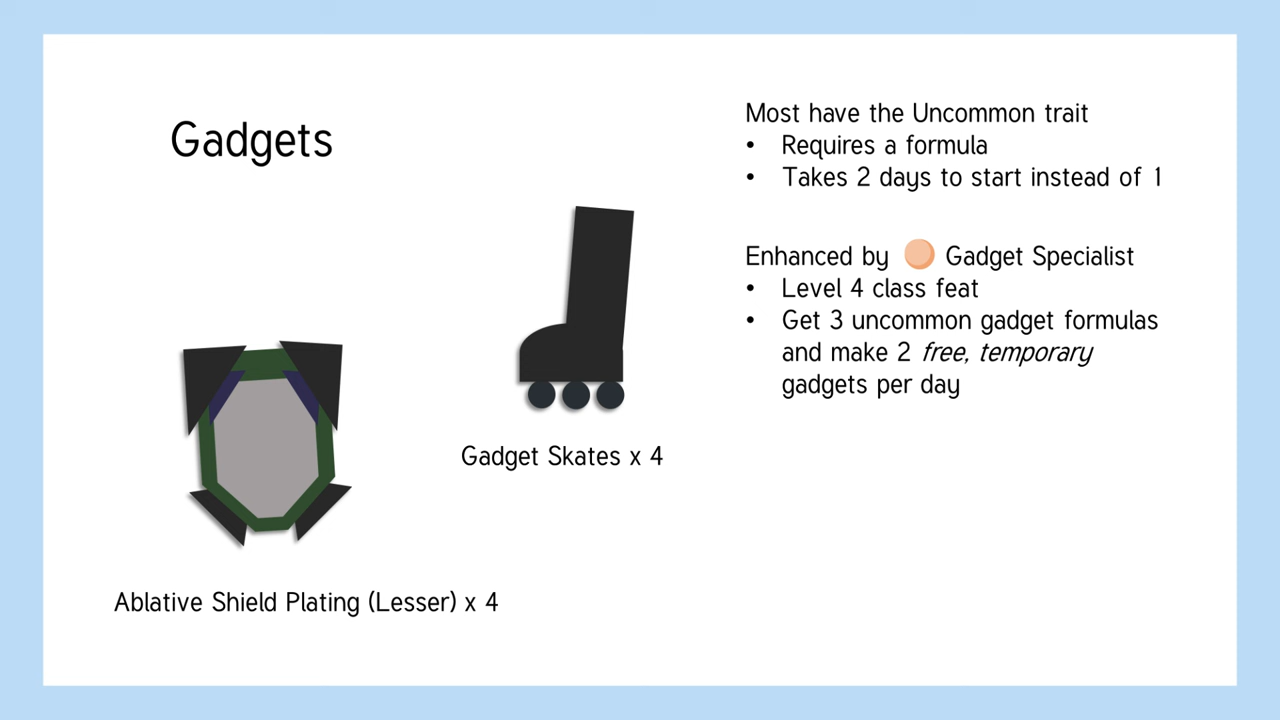 Gadgets
Most have the Uncommon trait
• Requires a formula
• Takes 2 days to start instead of 1
Enhanced by Gadget Specialist
• Level 4 class feat
• Get 3 uncommon gadget formulas
and make 2 free, temporary
gadgets per day
Gadget Skates x 4
Ablative Shield Plating (Lesser) x 4